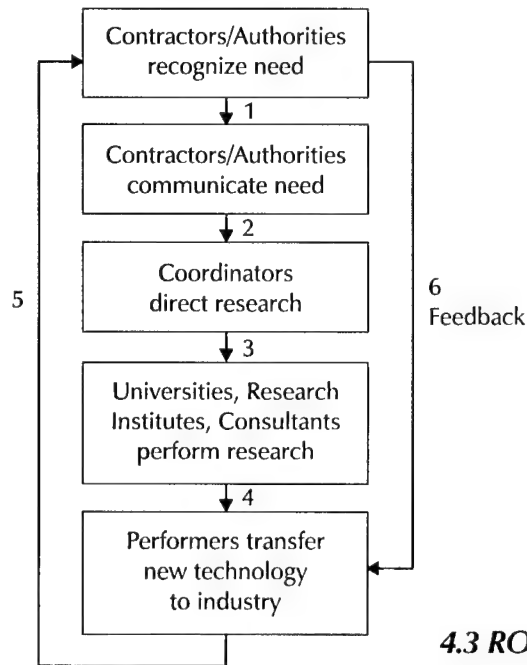 Contractors/Authorities
recognize need
1
Contractors/Authorities
communicate need
2
Coordinators
direct research
5
6
Feedback
3
Universities, Research
Institutes, Consultants
perform research
4
Performers transfer
new technology
to industry
4.3 RO